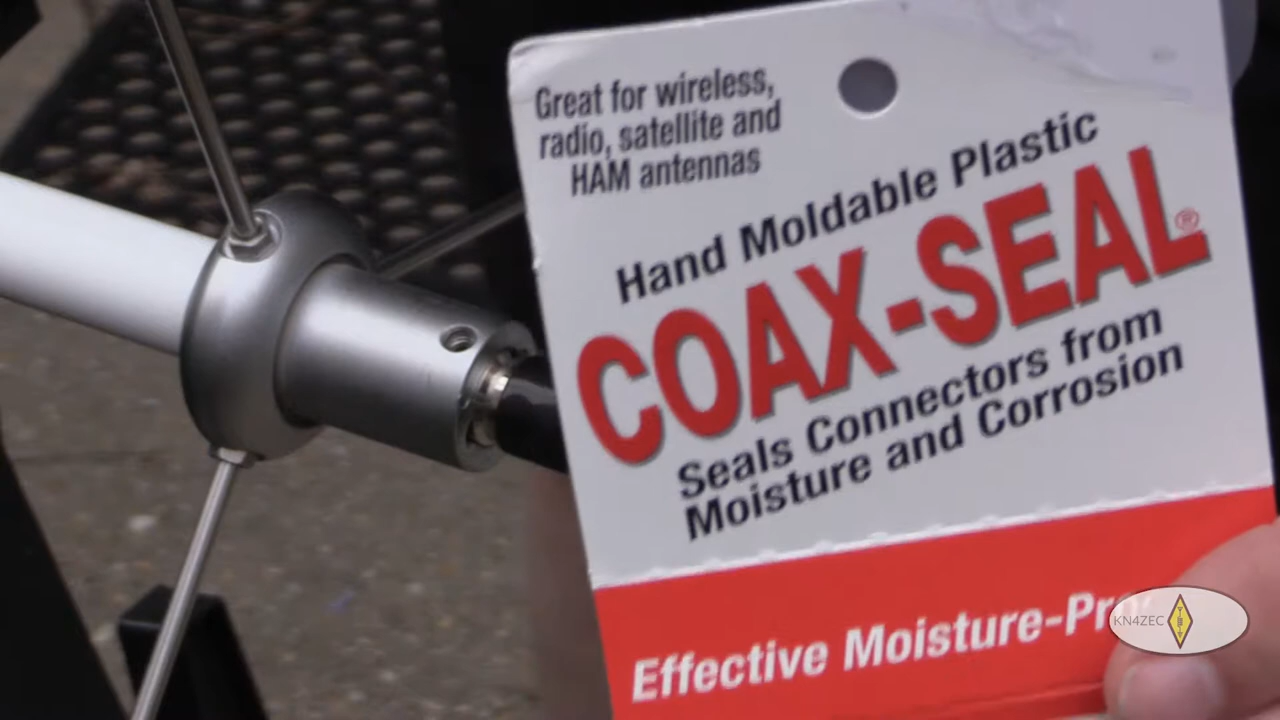 Great for wireless,
radio, satellite and
HAM antennas
Hand Moldable Plastic
COAX-SEAL®
Seals Connectors from
Moisture and Corrosion
Effective Moisture-Pro
KN4ZEC